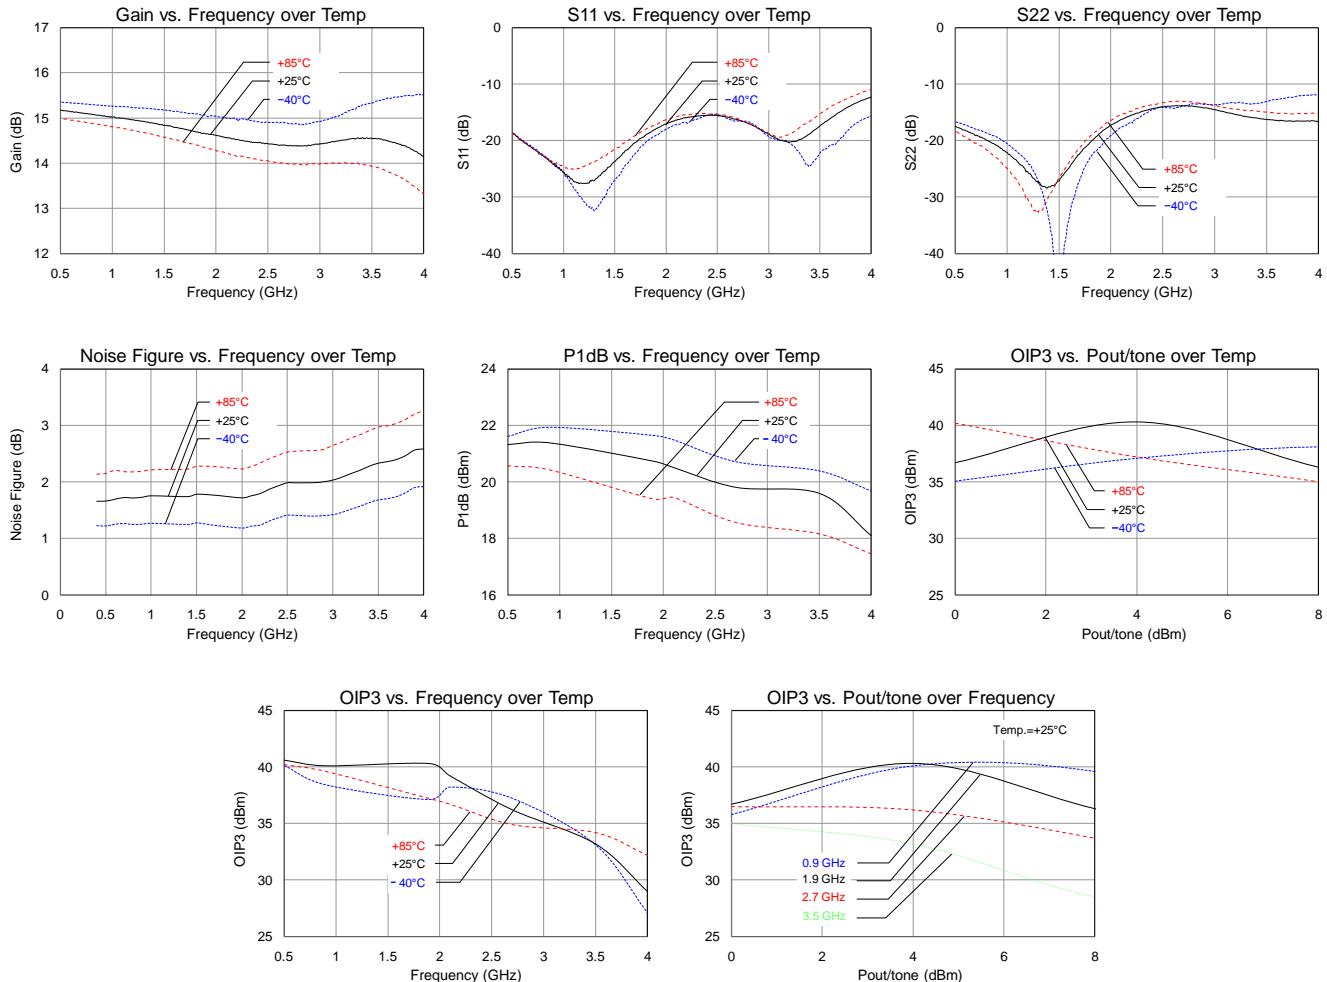 Gain vs. Frequency over Temp
17
16
15
14
13
12
Gain (dB)
+85°C
+25°C
−40°C
0.5 1 1.5 2 2.5 3 3.5 4
Frequency (GHz)
S11 vs. Frequency over Temp
0
-10
-20
-30
-40
S11 (dB)
+85°C
+25°C
−40°C
0.5 1 1.5 2 2.5 3 3.5 4
Frequency (GHz)
S22 vs. Frequency over Temp
0
-10
-20
-30
-40
S22 (dB)
+85°C
+25°C
−40°C
0.5 1 1.5 2 2.5 3 3.5 4
Frequency (GHz)
Noise Figure vs. Frequency over Temp
4
3
2
1
0
Noise Figure (dB)
+85°C
+25°C
−40°C
0 0.5 1 1.5 2 2.5 3 3.5 4
Frequency (GHz)
P1dB vs. Frequency over Temp
24
22
20
18
16
P1dB (dBm)
+85°C
+25°C
−40°C
0.5 1 1.5 2 2.5 3 3.5 4
Frequency (GHz)
OIP3 vs. Pout/tone over Temp
45
40
35
30
25
OIP3 (dBm)
+85°C
+25°C
−40°C
0 2 4 6 8
Pout/tone (dBm)
OIP3 vs. Frequency over Temp
45
40
35
30
25
OIP3 (dBm)
+85°C
+25°C
−40°C
0.5 1 1.5 2 2.5 3 3.5 4
Frequency (GHz)
OIP3 vs. Pout/tone over Frequency
45
40
35
30
25
OIP3 (dBm)
Temp.=+25°C
0.9 GHz
1.9 GHz
2.7 GHz
3.5 GHz
0 2 4 6 8
Pout/tone (dBm)